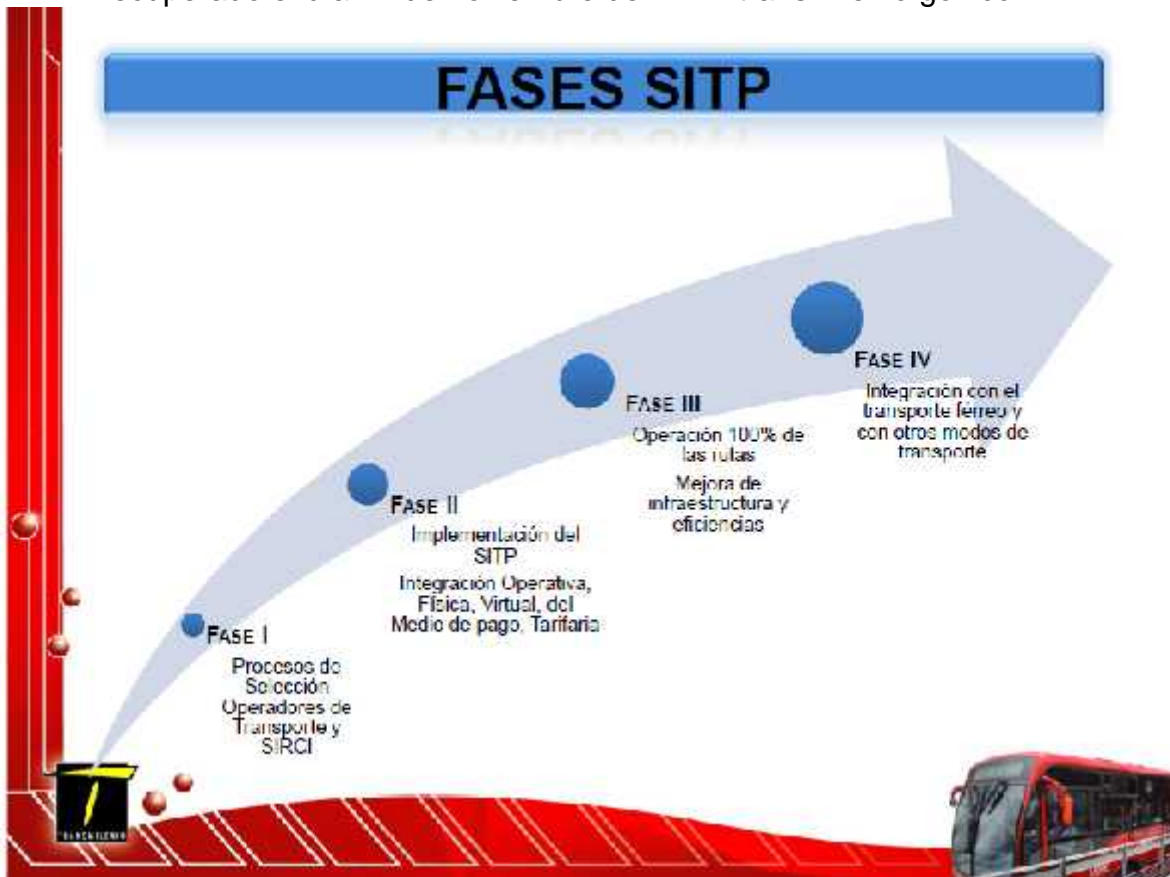 FASES SITP
FASE IV
Integración con el
transporte férreo y
con otros modos de
transporte
FASE III
Operación 100% de
las rutas
Mejora de
infraestructura y
eficiencias
FASE II
Implementación del
SITP
Integración Operativa,
Física, Virtual, del
Medio de pago, Tarifaria
FASE I
Procesos de
Selección
Operadores de
Transporte y
SIRCI
TRANSMILENIO